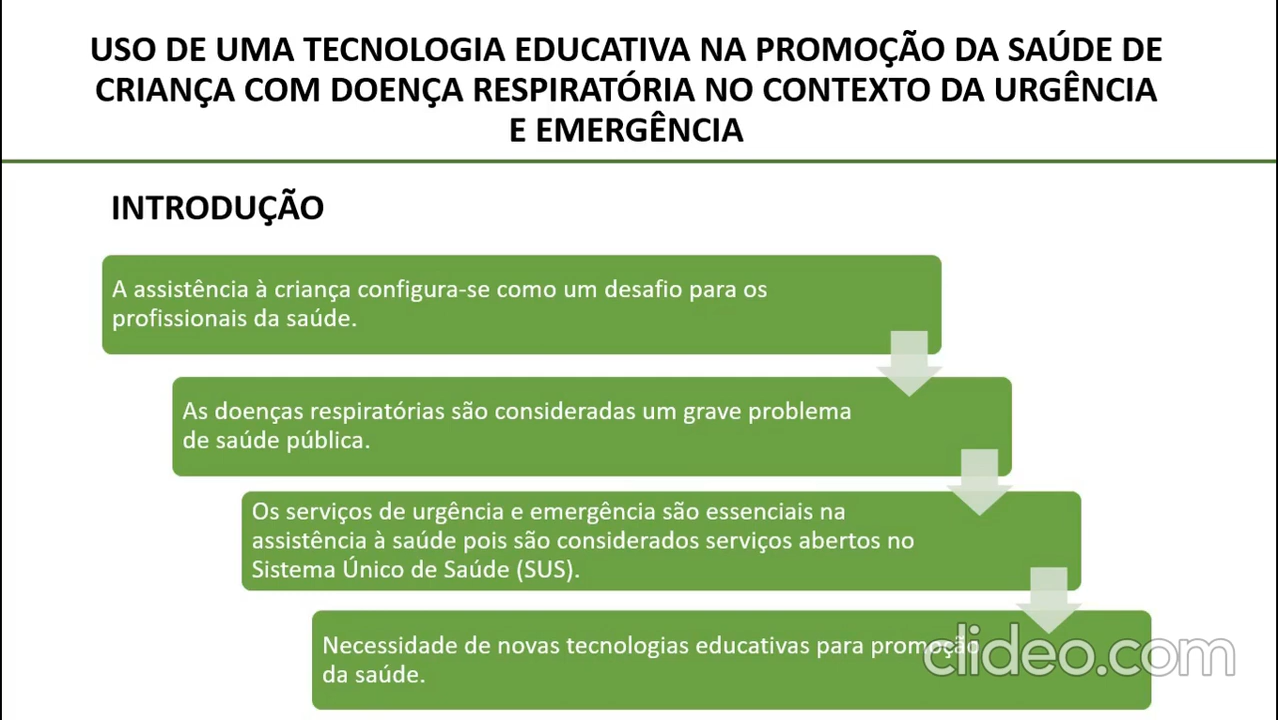 USO DE UMA TECNOLOGIA EDUCATIVA NA PROMOÇÃO DA SAÚDE DE
CRIANÇA COM DOENÇA RESPIRATÓRIA NO CONTEXTO DA URGÊNCIA
E EMERGÊNCIA
INTRODUÇÃO
A assistência à criança configura-se como um desafio para os
profissionais da saúde.
As doenças respiratórias são consideradas um grave problema
de saúde pública.
Os serviços de urgência e emergência são essenciais na
assistência à saúde pois são considerados serviços abertos no
Sistema Único de Saúde (SUS).
Necessidade de novas tecnologias educativas para promoção
da saúde.
clideo.com